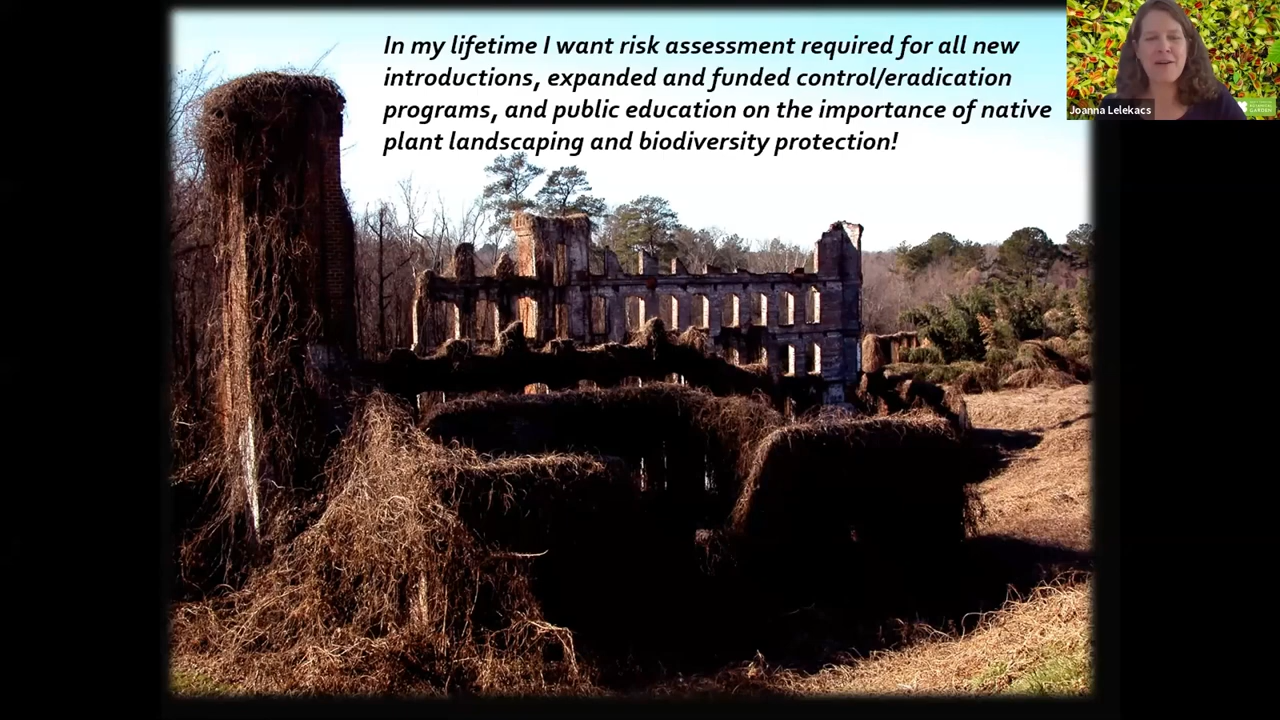 In my lifetime I want risk assessment required for all new
introductions, expanded and funded control/eradication
programs, and public education on the importance of native
plant landscaping and biodiversity protection!
Joanna Lelekacs
GARDEN